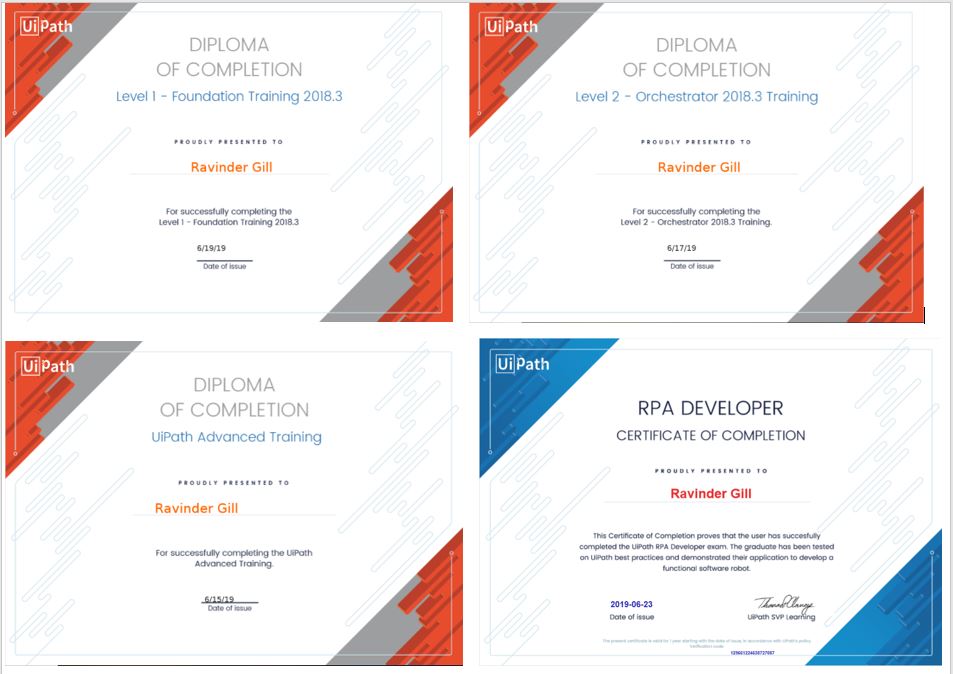 UiPath
DIPLOMA
OF COMPLETION
Level 1 - Foundation Training 2018.3
PROUDLY PRESENTED TO
Ravinder Gill
For successfully completing the
Level 1 - Foundation Training 2018.3
6/19/19
Date of issue
UiPath
DIPLOMA
OF COMPLETION
Level 2 - Orchestrator 2018.3 Training
PROUDLY PRESENTED TO
Ravinder Gill
For successfully completing the
Level 2 - Orchestrator 2018.3 Training.
6/17/19
Date of issue
UiPath
DIPLOMA
OF COMPLETION
UiPath Advanced Training
PROUDLY PRESENTED TO
Ravinder Gill
For successfully completing the UiPath
Advanced Training.
6/15/19
Date of issue
UiPath
RPA DEVELOPER
CERTIFICATE OF COMPLETION
PROUDLY PRESENTED TO
Ravinder Gill
This Certificate of Completion proves that the user has succesfully
completed the UiPath RPA Developer exam. The graduate has been tested
on UiPath best practices and demonstrated their application to develop a
functional software robot.
2019-06-23
Date of issue
UiPath SVP Learning
The present certificate is valid for 1 year starting with the date of issue, in accordance with UiPath's policy.
Verification code: